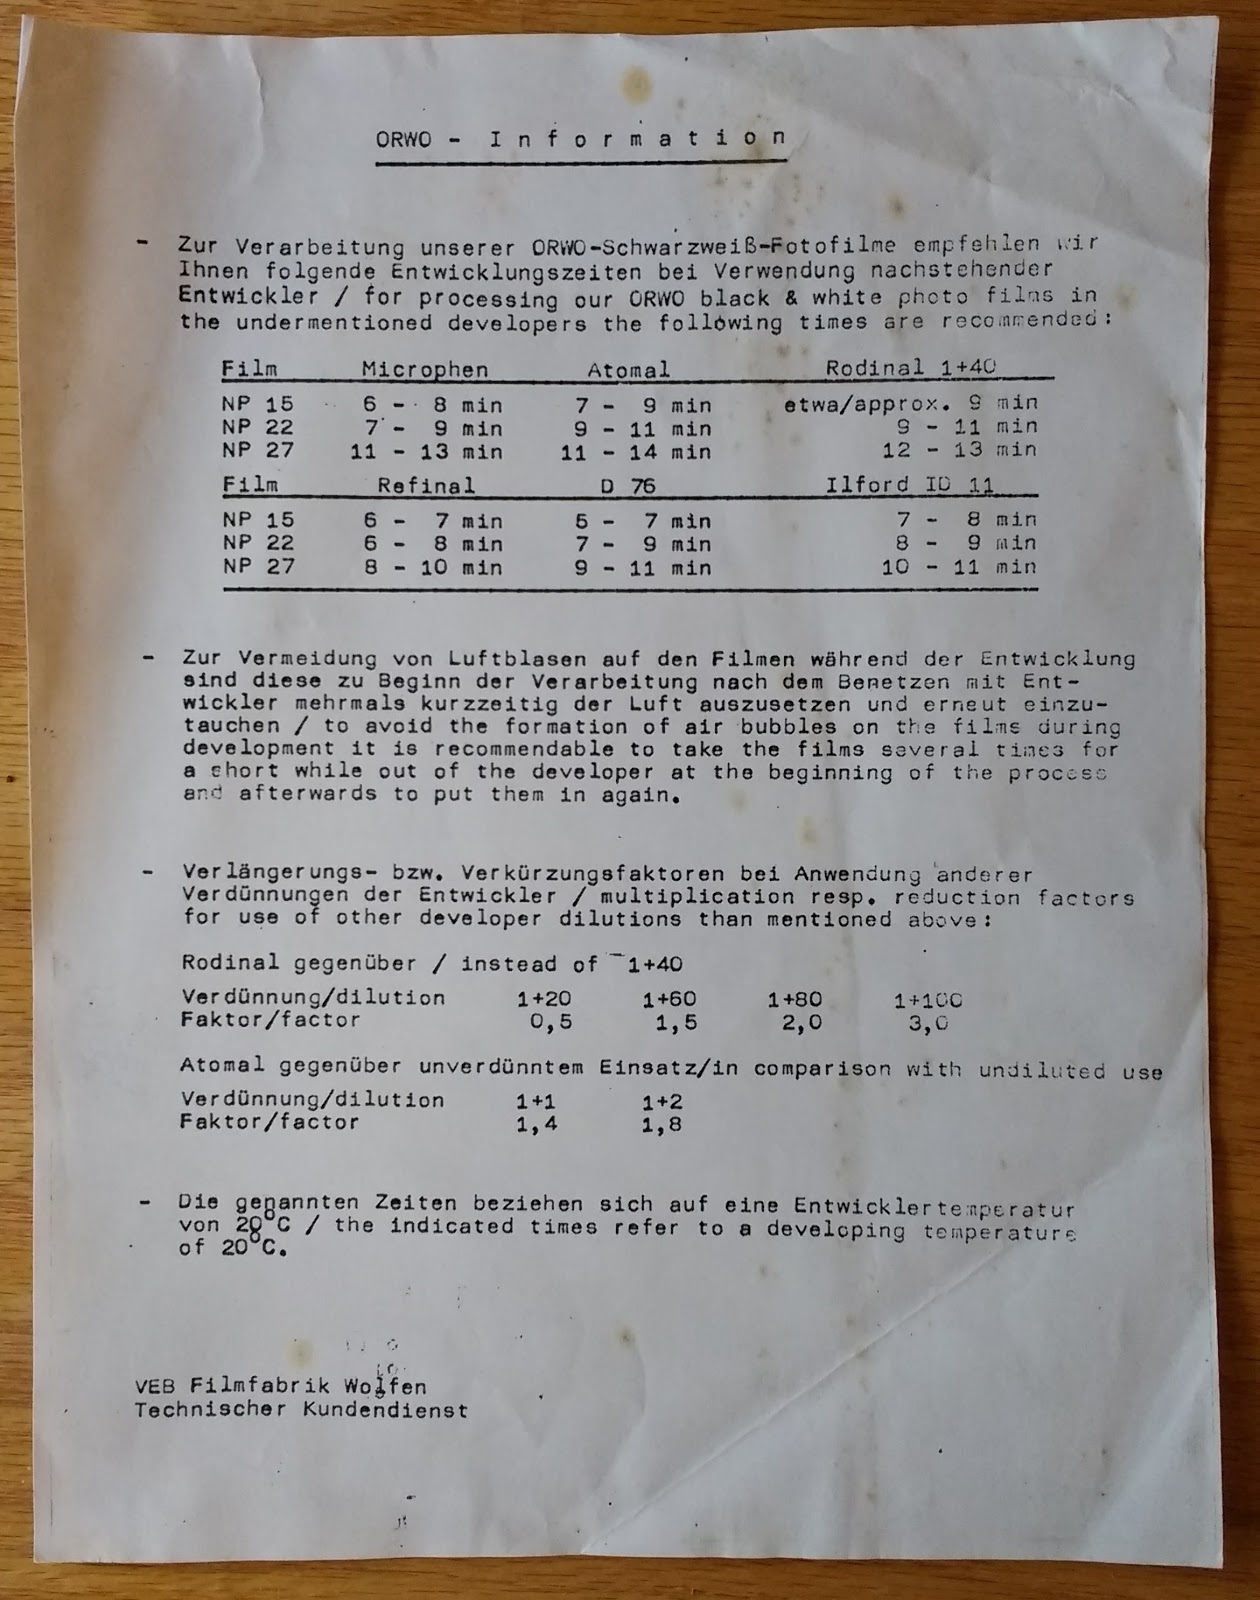 ORWO - I n f o r m a t i o n
- Zur Verarbeitung unserer ORWO-Schwarzweiß-Fotofilme empfehlen wir
Ihnen folgende Entwicklungszeiten bei Verwendung nachstehender
Entwickler / for processing our ORWO black & white photo films in
the undermentioned developers the following times are recommended:
Film Microphen Atomal Rodinal 1+40
NP 15 6 - 8 min 7 - 9 min etwa/approx. 9 min
NP 22 7 - 9 min 9 - 11 min 9 - 11 min
NP 27 11 - 13 min 11 - 14 min 12 - 13 min
Film Refinal D 76 Ilford ID 11
NP 15 6 - 7 min 5 - 7 min 7 - 8 min
NP 22 6 - 8 min 7 - 9 min 8 - 9 min
NP 27 8 - 10 min 9 - 11 min 10 - 11 min
- Zur Vermeidung von Luftblasen auf den Filmen während der Entwicklung
sind diese zu Beginn der Verarbeitung nach dem Benetzen mit Ent-
wickler mehrmals kurzzeitig der Luft auszusetzen und erneut einzu-
tauchen / to avoid the formation of air bubbles on the films during
development it is recommendable to take the films several times for
a short while out of the developer at the beginning of the process
and afterwards to put them in again.
- Verlängerungs- bzw. Verkürzungsfaktoren bei Anwendung anderer
Verdünnungen der Entwickler / multiplication resp. reduction factors
for use of other developer dilutions than mentioned above:
Rodinal gegenüber / instead of 1+40
Verdünnung/dilution 1+20 1+60 1+80 1+100
Faktor/factor 0,5 1,5 2,0 3,0
Atomal gegenüber unverdünntem Einsatz/in comparison with undiluted use
Verdünnung/dilution 1+1 1+2
Faktor/factor 1,4 1,8
- Die genannten Zeiten beziehen sich auf eine Entwicklertemperatur
von 20°C / the indicated times refer to a developing temperature
of 20°C.
VEB Filmfabrik Wolfen
Technischer Kundendienst